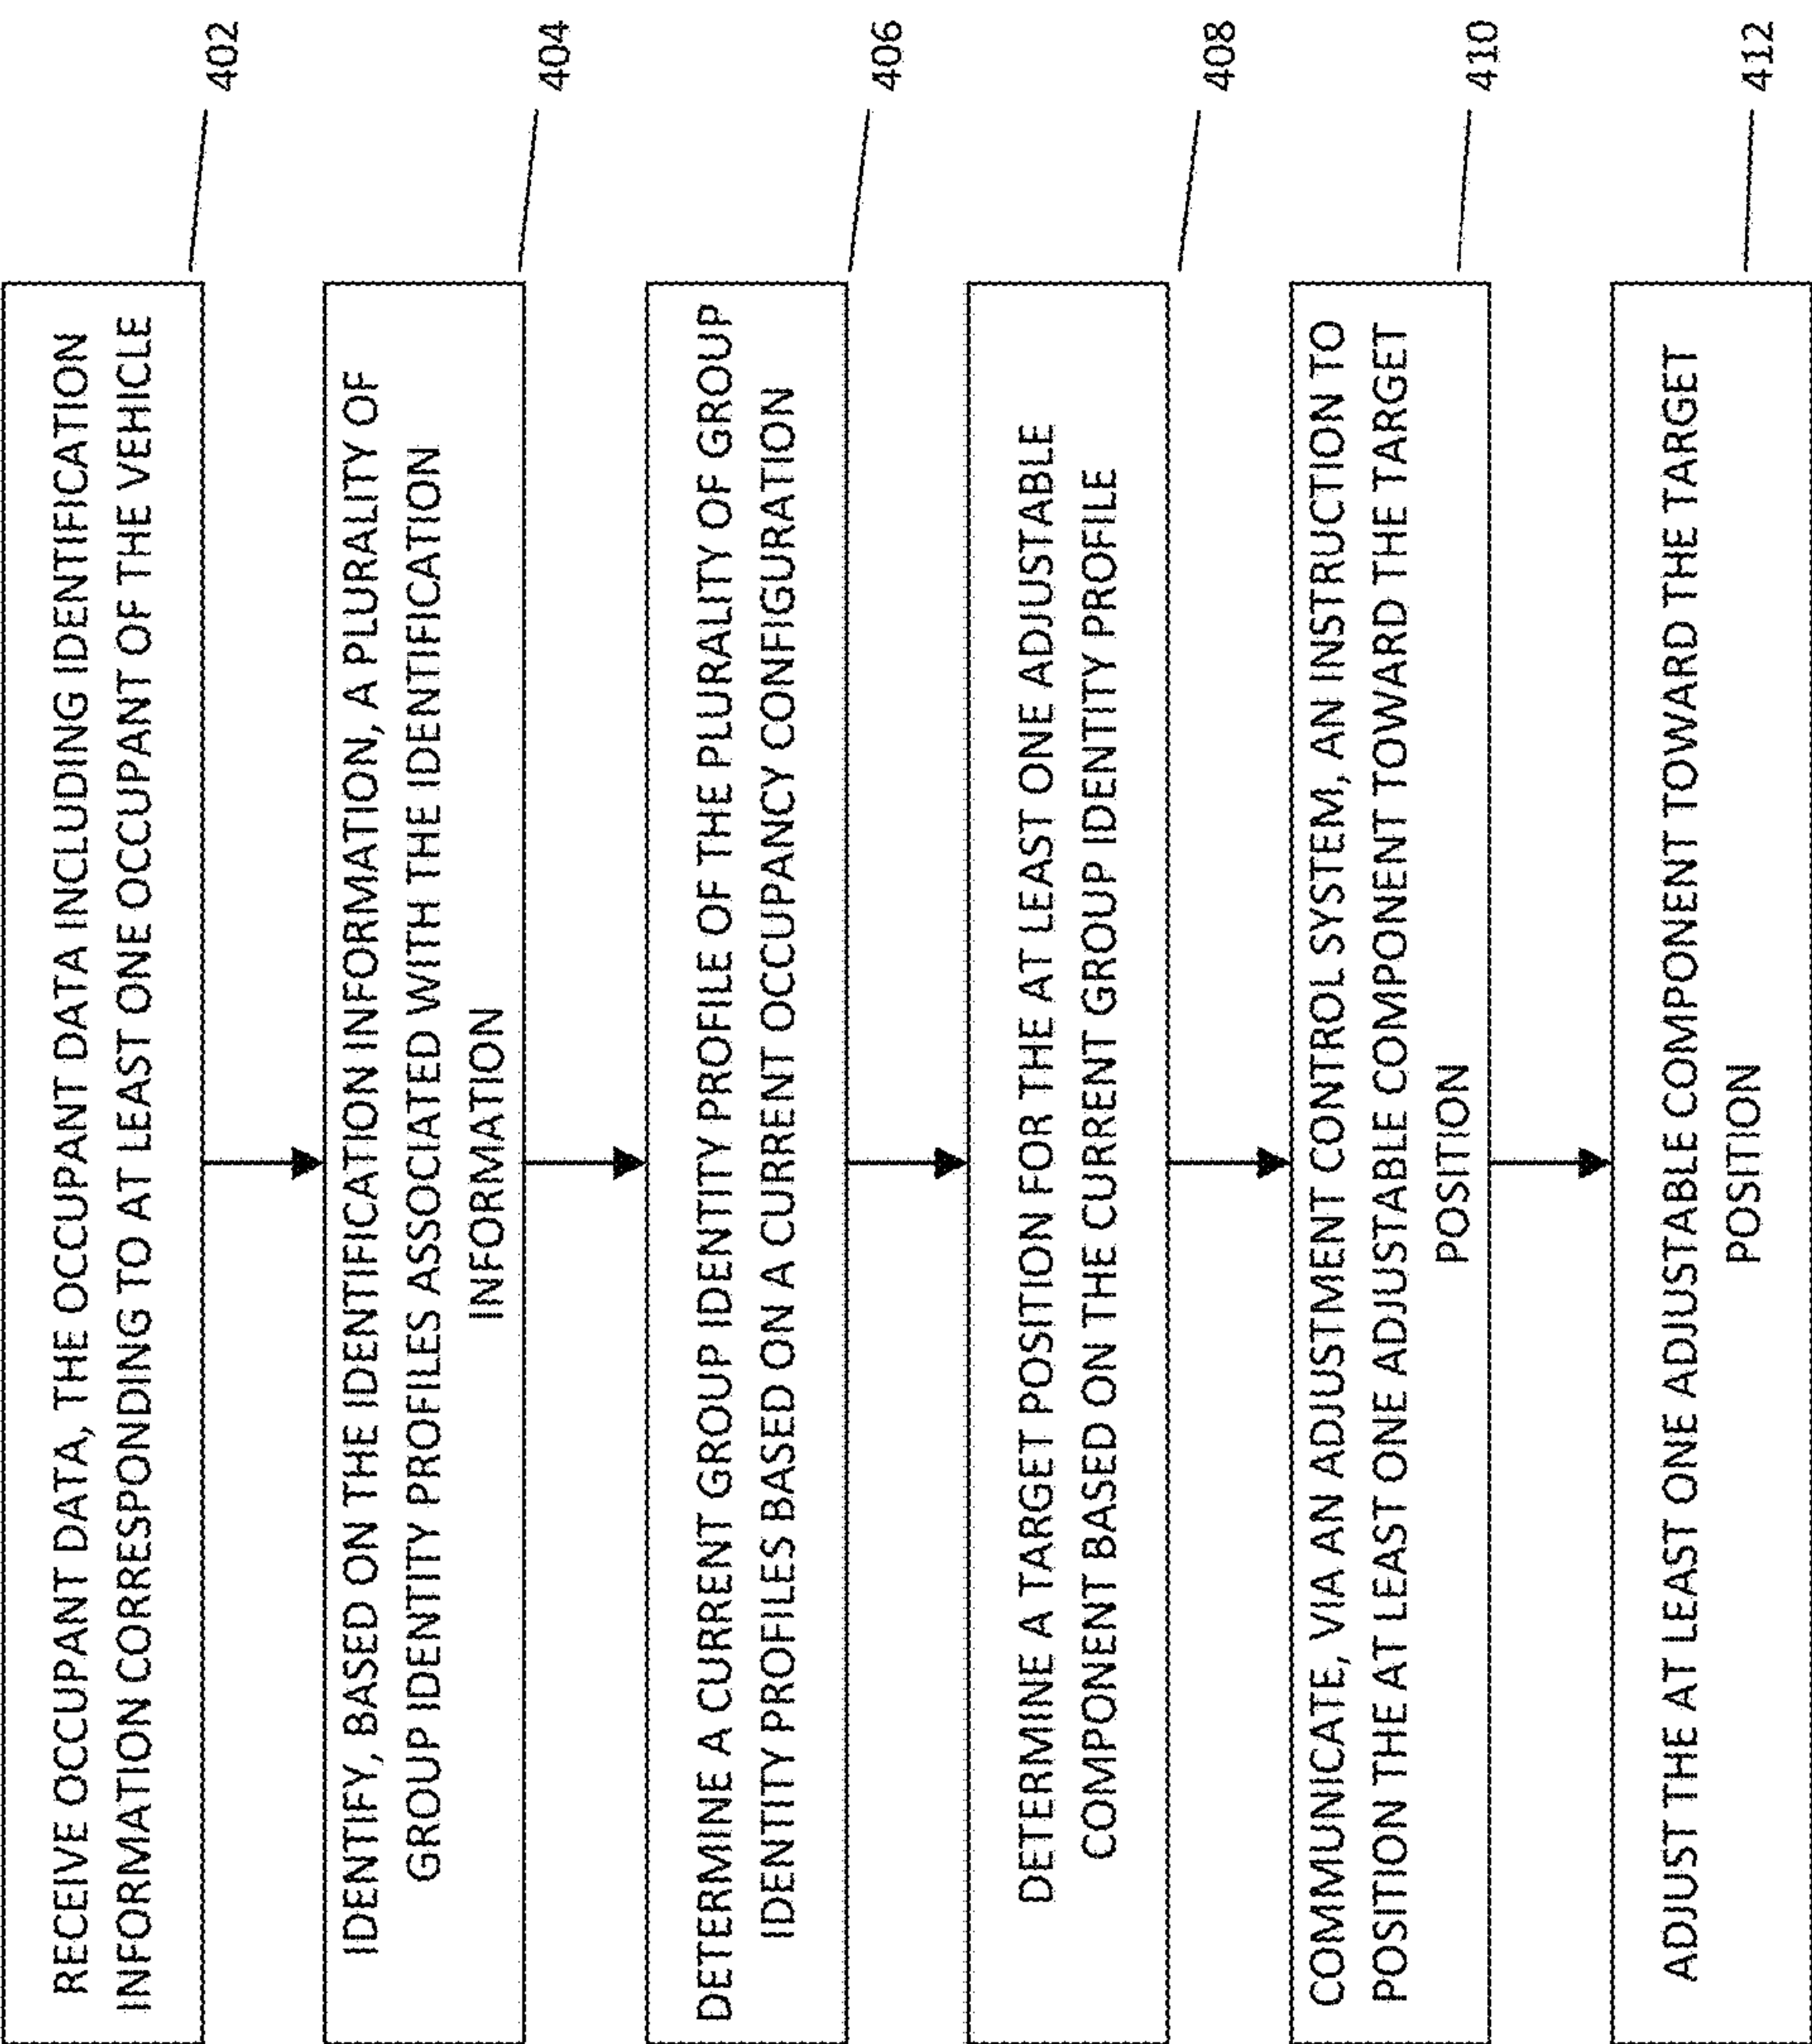 RECEIVE OCCUPANT DATA, THE OCCUPANT DATA INCLUDING IDENTIFICATION
INFORMATION CORRESPONDING TO AT LEAST ONE OCCUPANT OF THE VEHICLE
402
IDENTIFY, BASED ON THE IDENTIFICATION INFORMATION, A PLURALITY OF
GROUP IDENTITY PROFILES ASSOCIATED WITH THE IDENTIFICATION
INFORMATION
404
DETERMINE A CURRENT GROUP IDENTITY PROFILE OF THE PLURALITY OF GROUP
IDENTITY PROFILES BASED ON A CURRENT OCCUPANCY CONFIGURATION
406
DETERMINE A TARGET POSITION FOR THE AT LEAST ONE ADJUSTABLE
COMPONENT BASED ON THE CURRENT GROUP IDENTITY PROFILE
408
COMMUNICATE, VIA AN ADJUSTMENT CONTROL SYSTEM, AN INSTRUCTION TO
POSITION THE AT LEAST ONE ADJUSTABLE COMPONENT TOWARD THE TARGET
POSITION
410
ADJUST THE AT LEAST ONE ADJUSTABLE COMPONENT TOWARD THE TARGET
POSITION
412